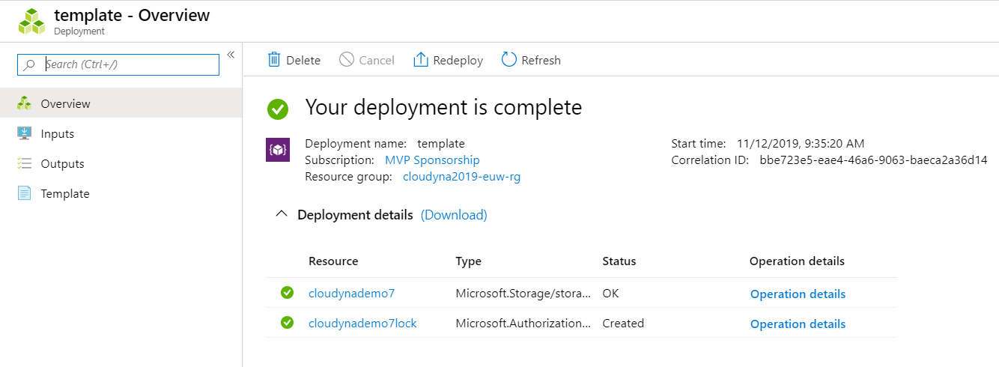 template - Overview
Deployment
Search (Ctrl+/)
«
Overview
Inputs
Outputs
Template
Delete Cancel Redeploy Refresh
Your deployment is complete
Deployment name: template Start time: 11/12/2019, 9:35:20 AM
Subscription: MVP Sponsorship Correlation ID: bbe723e5-eae4-46a6-9063-baeca2a36d14
Resource group: cloudyna2019-euw-rg
Deployment details (Download)
Resource Type Status Operation details
cloudynademo7 Microsoft.Storage/stora... OK Operation details
cloudynademo7lock Microsoft.Authorization... Created Operation details